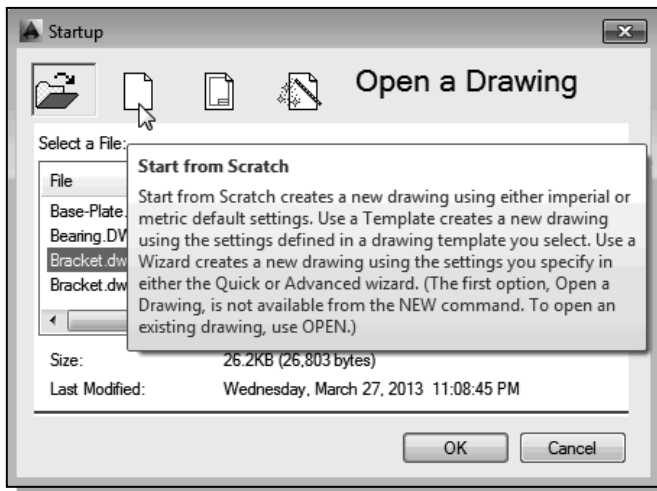 Startup
Open a Drawing
Select a File:
File
Start from Scratch
Start from Scratch creates a new drawing using either imperial or
metric default settings. Use a Template creates a new drawing
using the settings defined in a drawing template you select. Use a
Wizard creates a new drawing using the settings you specify in
either the Quick or Advanced wizard. (The first option, Open a
Drawing, is not available from the NEW command. To open an
existing drawing, use OPEN.)
Base-Plate.
Bearing.DW
Bracket.dw
Bracket.dw
Size: 26.2KB (26,803 bytes)
Last Modified: Wednesday, March 27, 2013 11:08:45 PM
OK Cancel